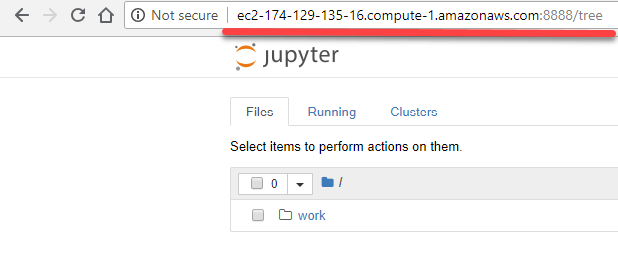 Not secure | ec2-174-129-135-16.compute-1.amazonaws.com:8888/tree
jupyter
Files Running Clusters
Select items to perform actions on them.
0 /
work